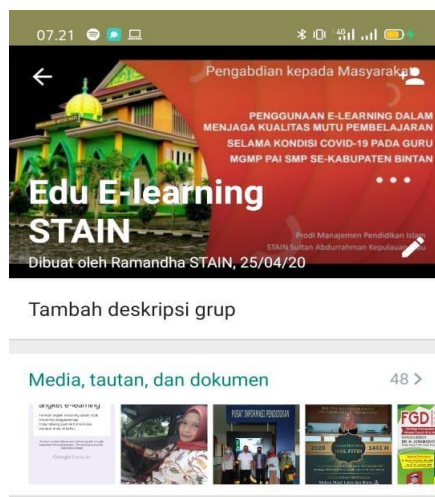 07.21
Pengabdian kepada Masyarakat
PENGGUNAAN E-LEARNING DALAM
MENJAGA KUALITAS MUTU PEMBELAJARAN
SELAMA KONDISI COVID-19 PADA GURU
MGMP PAI SMP SE-KABUPATEN BINTAN
Edu E-learning
STAIN
Prodi Manajemen Pendidikan Islam
STAIN Sultan Abdurrahman Kepulauan Riau
Dibuat oleh Ramandha STAIN, 25/04/20
Tambah deskripsi grup
Media, tautan, dan dokumen
48
angket e-learning
Google Formulir
PUSAT INFORMASI PENDIDIKAN
2020
1441 H
FGD